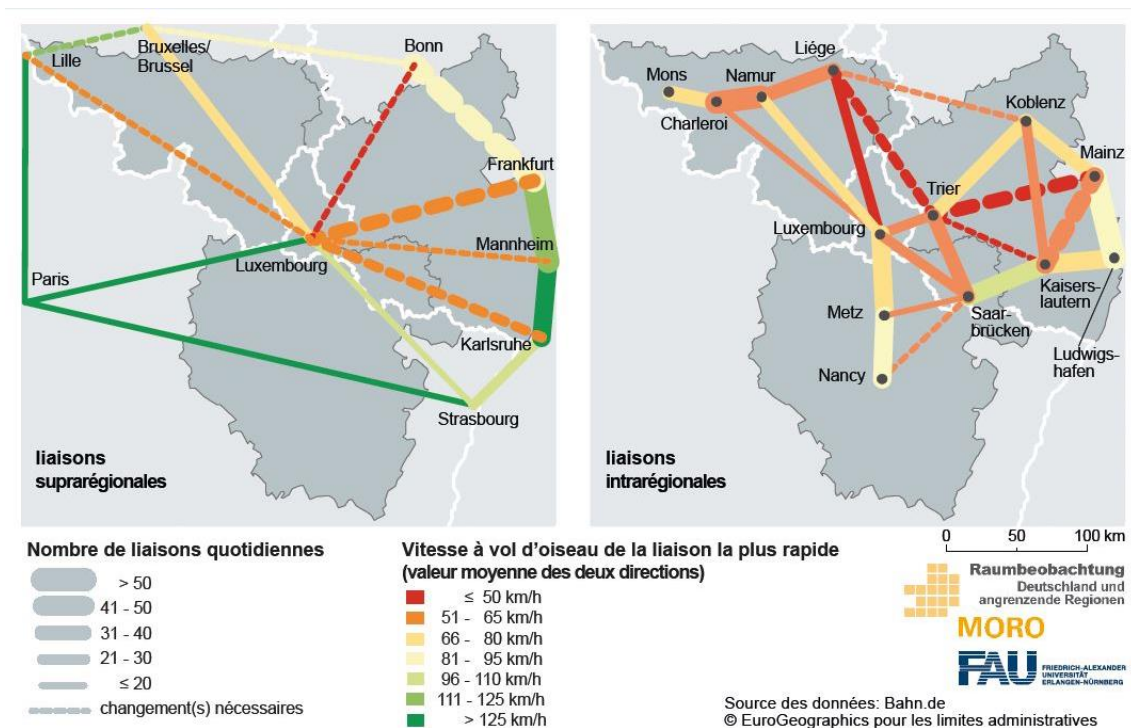 Lille
Bruxelles/
Brussel
Bonn
Frankfurt
Mannheim
Luxembourg
Paris
Karlsruhe
Strasbourg
liaisons
suprarégionales
Liége
Mons
Namur
Charleroi
Koblenz
Mainz
Trier
Luxembourg
Kaisers-
lautern
Metz
Saar-
brücken
Ludwigs-
hafen
Nancy
liaisons
intrarégionales
Nombre de liaisons quotidiennes
> 50
41 - 50
31 - 40
21 - 30
≤ 20
changement(s) nécessaires
Vitesse à vol d'oiseau de la liaison la plus rapide
(valeur moyenne des deux directions)
≤ 50 km/h
51 - 65 km/h
66 - 80 km/h
81 - 95 km/h
96 - 110 km/h
111 - 125 km/h
> 125 km/h
0 50 100 km
Raumbeobachtung
Deutschland und
angrenzende Regionen
MORO
FAU
FRIEDRICH-ALEXANDER
UNIVERSITÄT
ERLANGEN-NÜRNBERG
Source des données: Bahn.de
© EuroGeographics pour les limites administratives